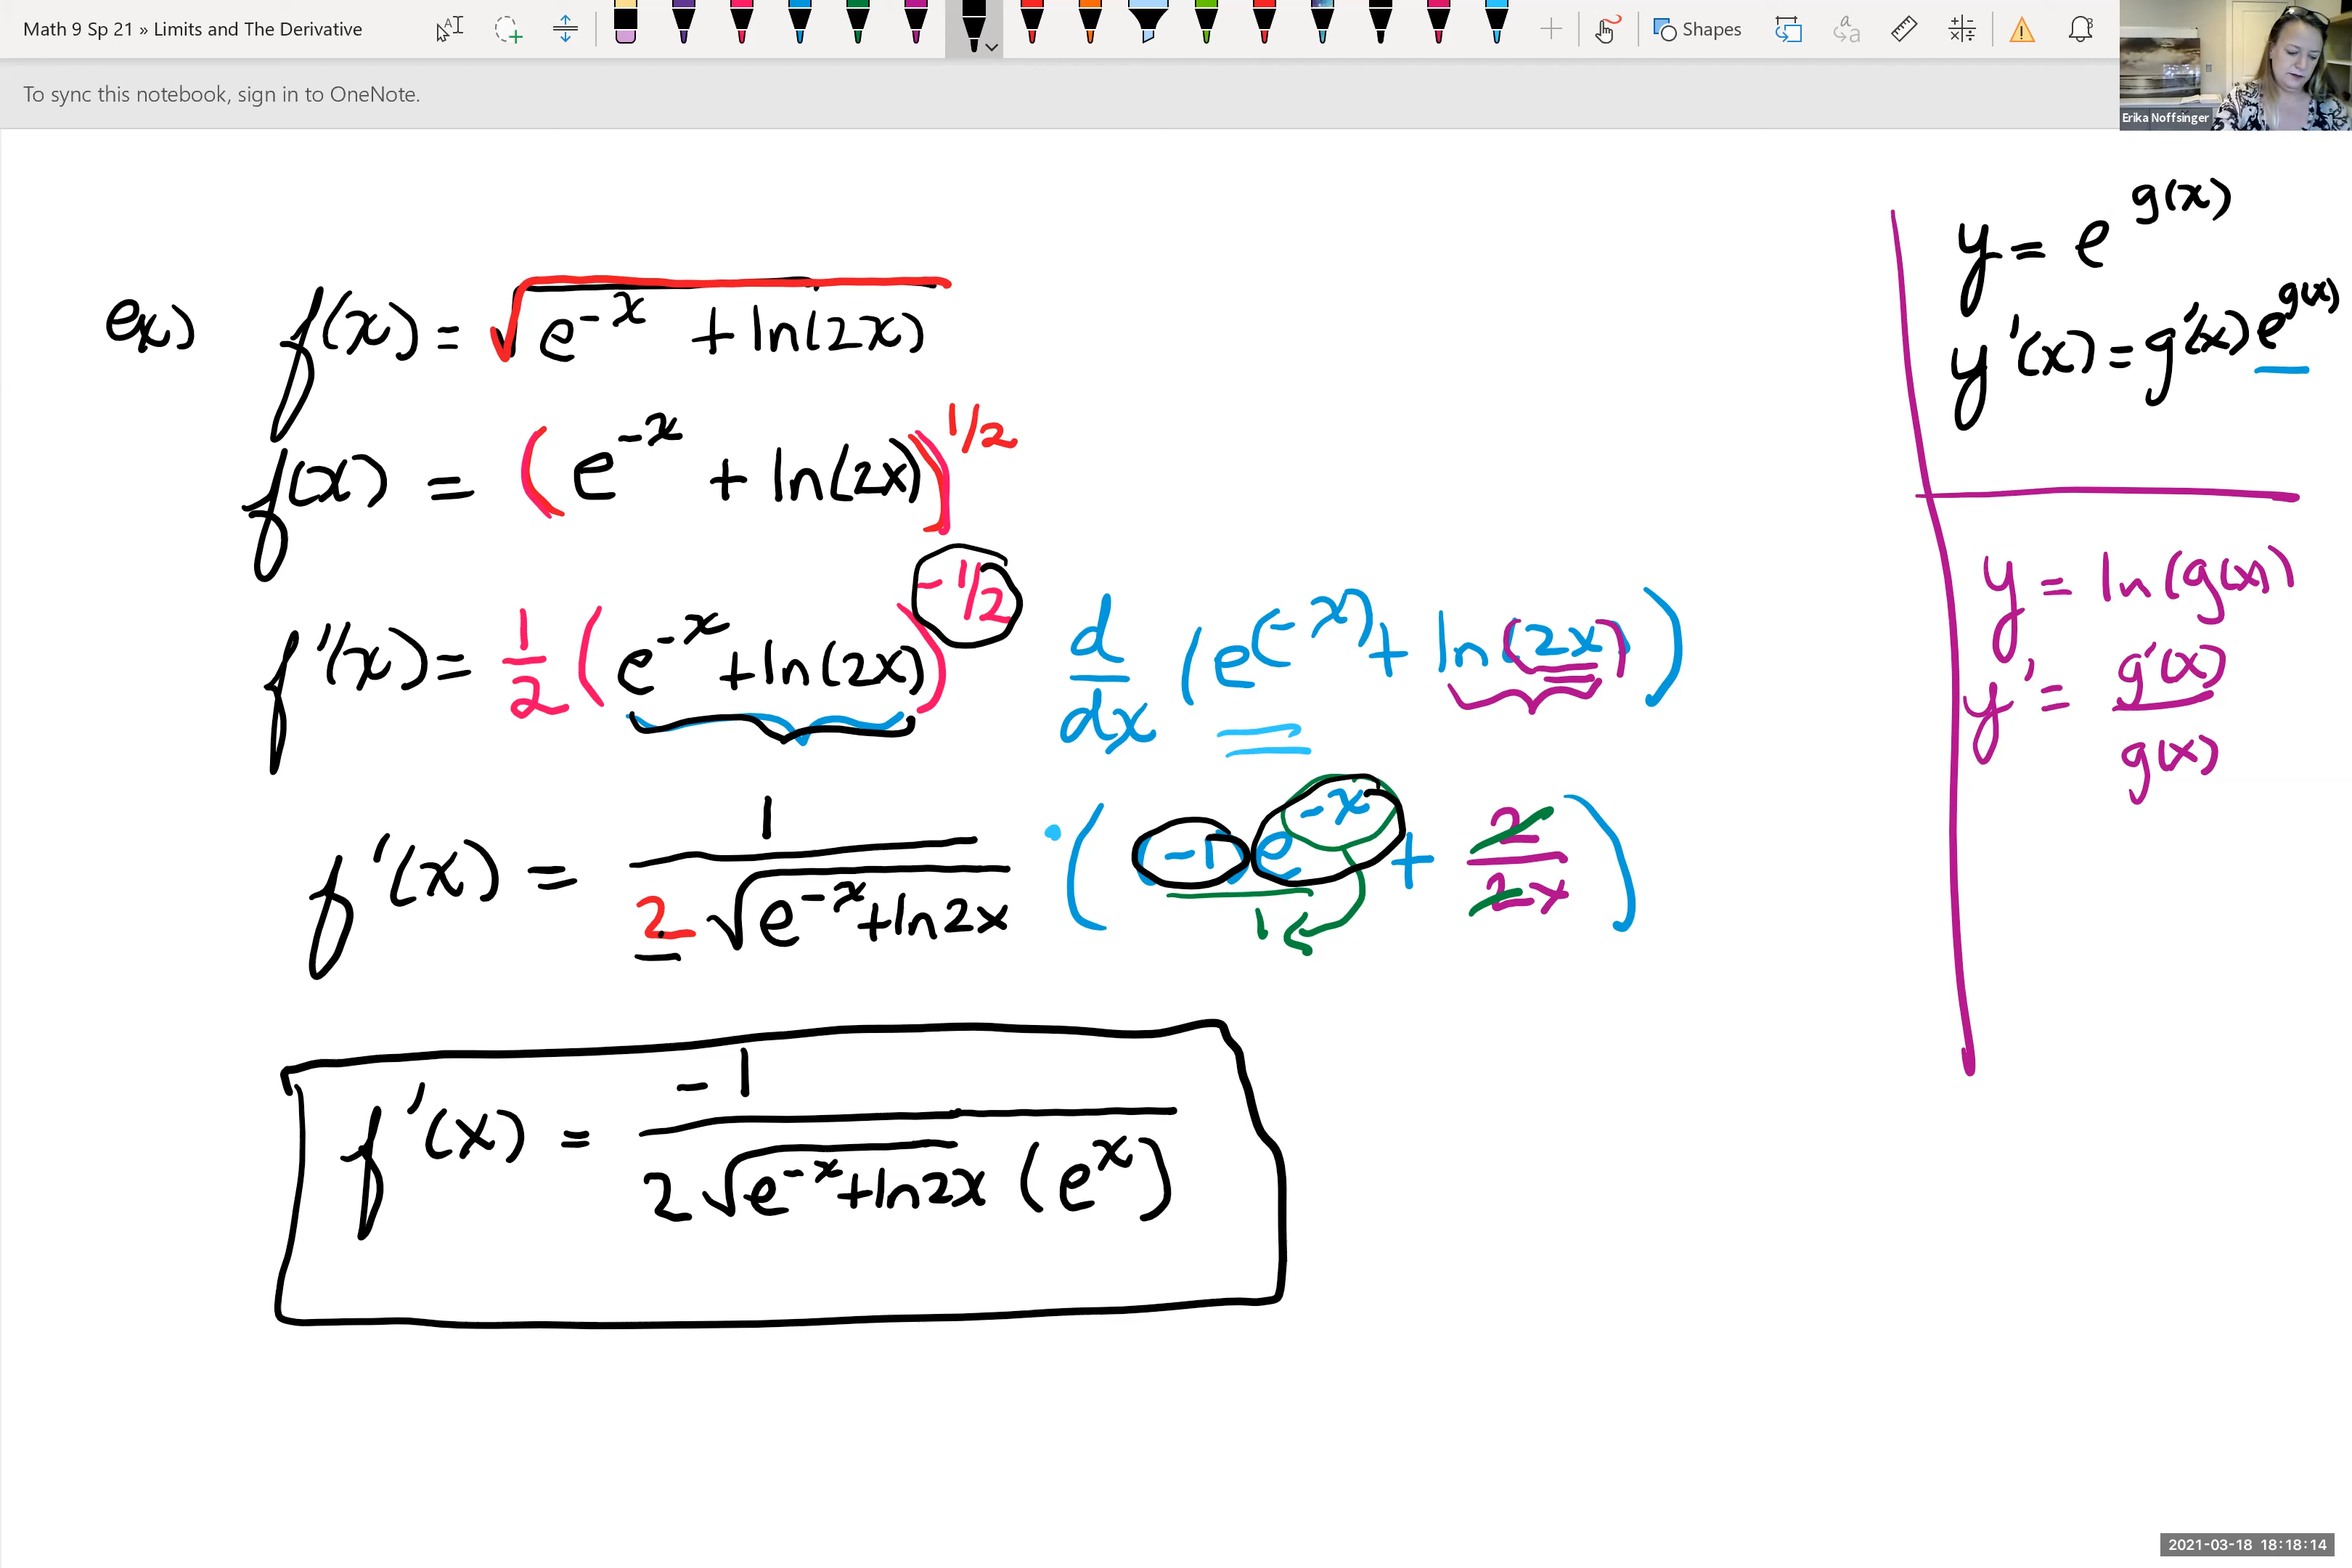 Math 9 Sp 21 » Limits and The Derivative
Shapes
To sync this notebook, sign in to OneNote.
Erika Noffsinger
ex) f(x) = √(e^-x + ln(2x))
f(x) = (e^-x + ln(2x))^1/2
f'(x) = 1/2 (e^-x + ln(2x))^-1/2 d/dx (e^(-x) + ln(2x))
f'(x) = 1/(2√(e^-x + ln2x)) · ((-1)e^-x + 2/2x)
1
f'(x) = -1/(2√(e^-x + ln2x) (e^x))
y = e^g(x)
y'(x) = g'(x) e^g(x)
y = ln(g(x))
y' = g'(x)/g(x)
2021-03-18 18:18:14